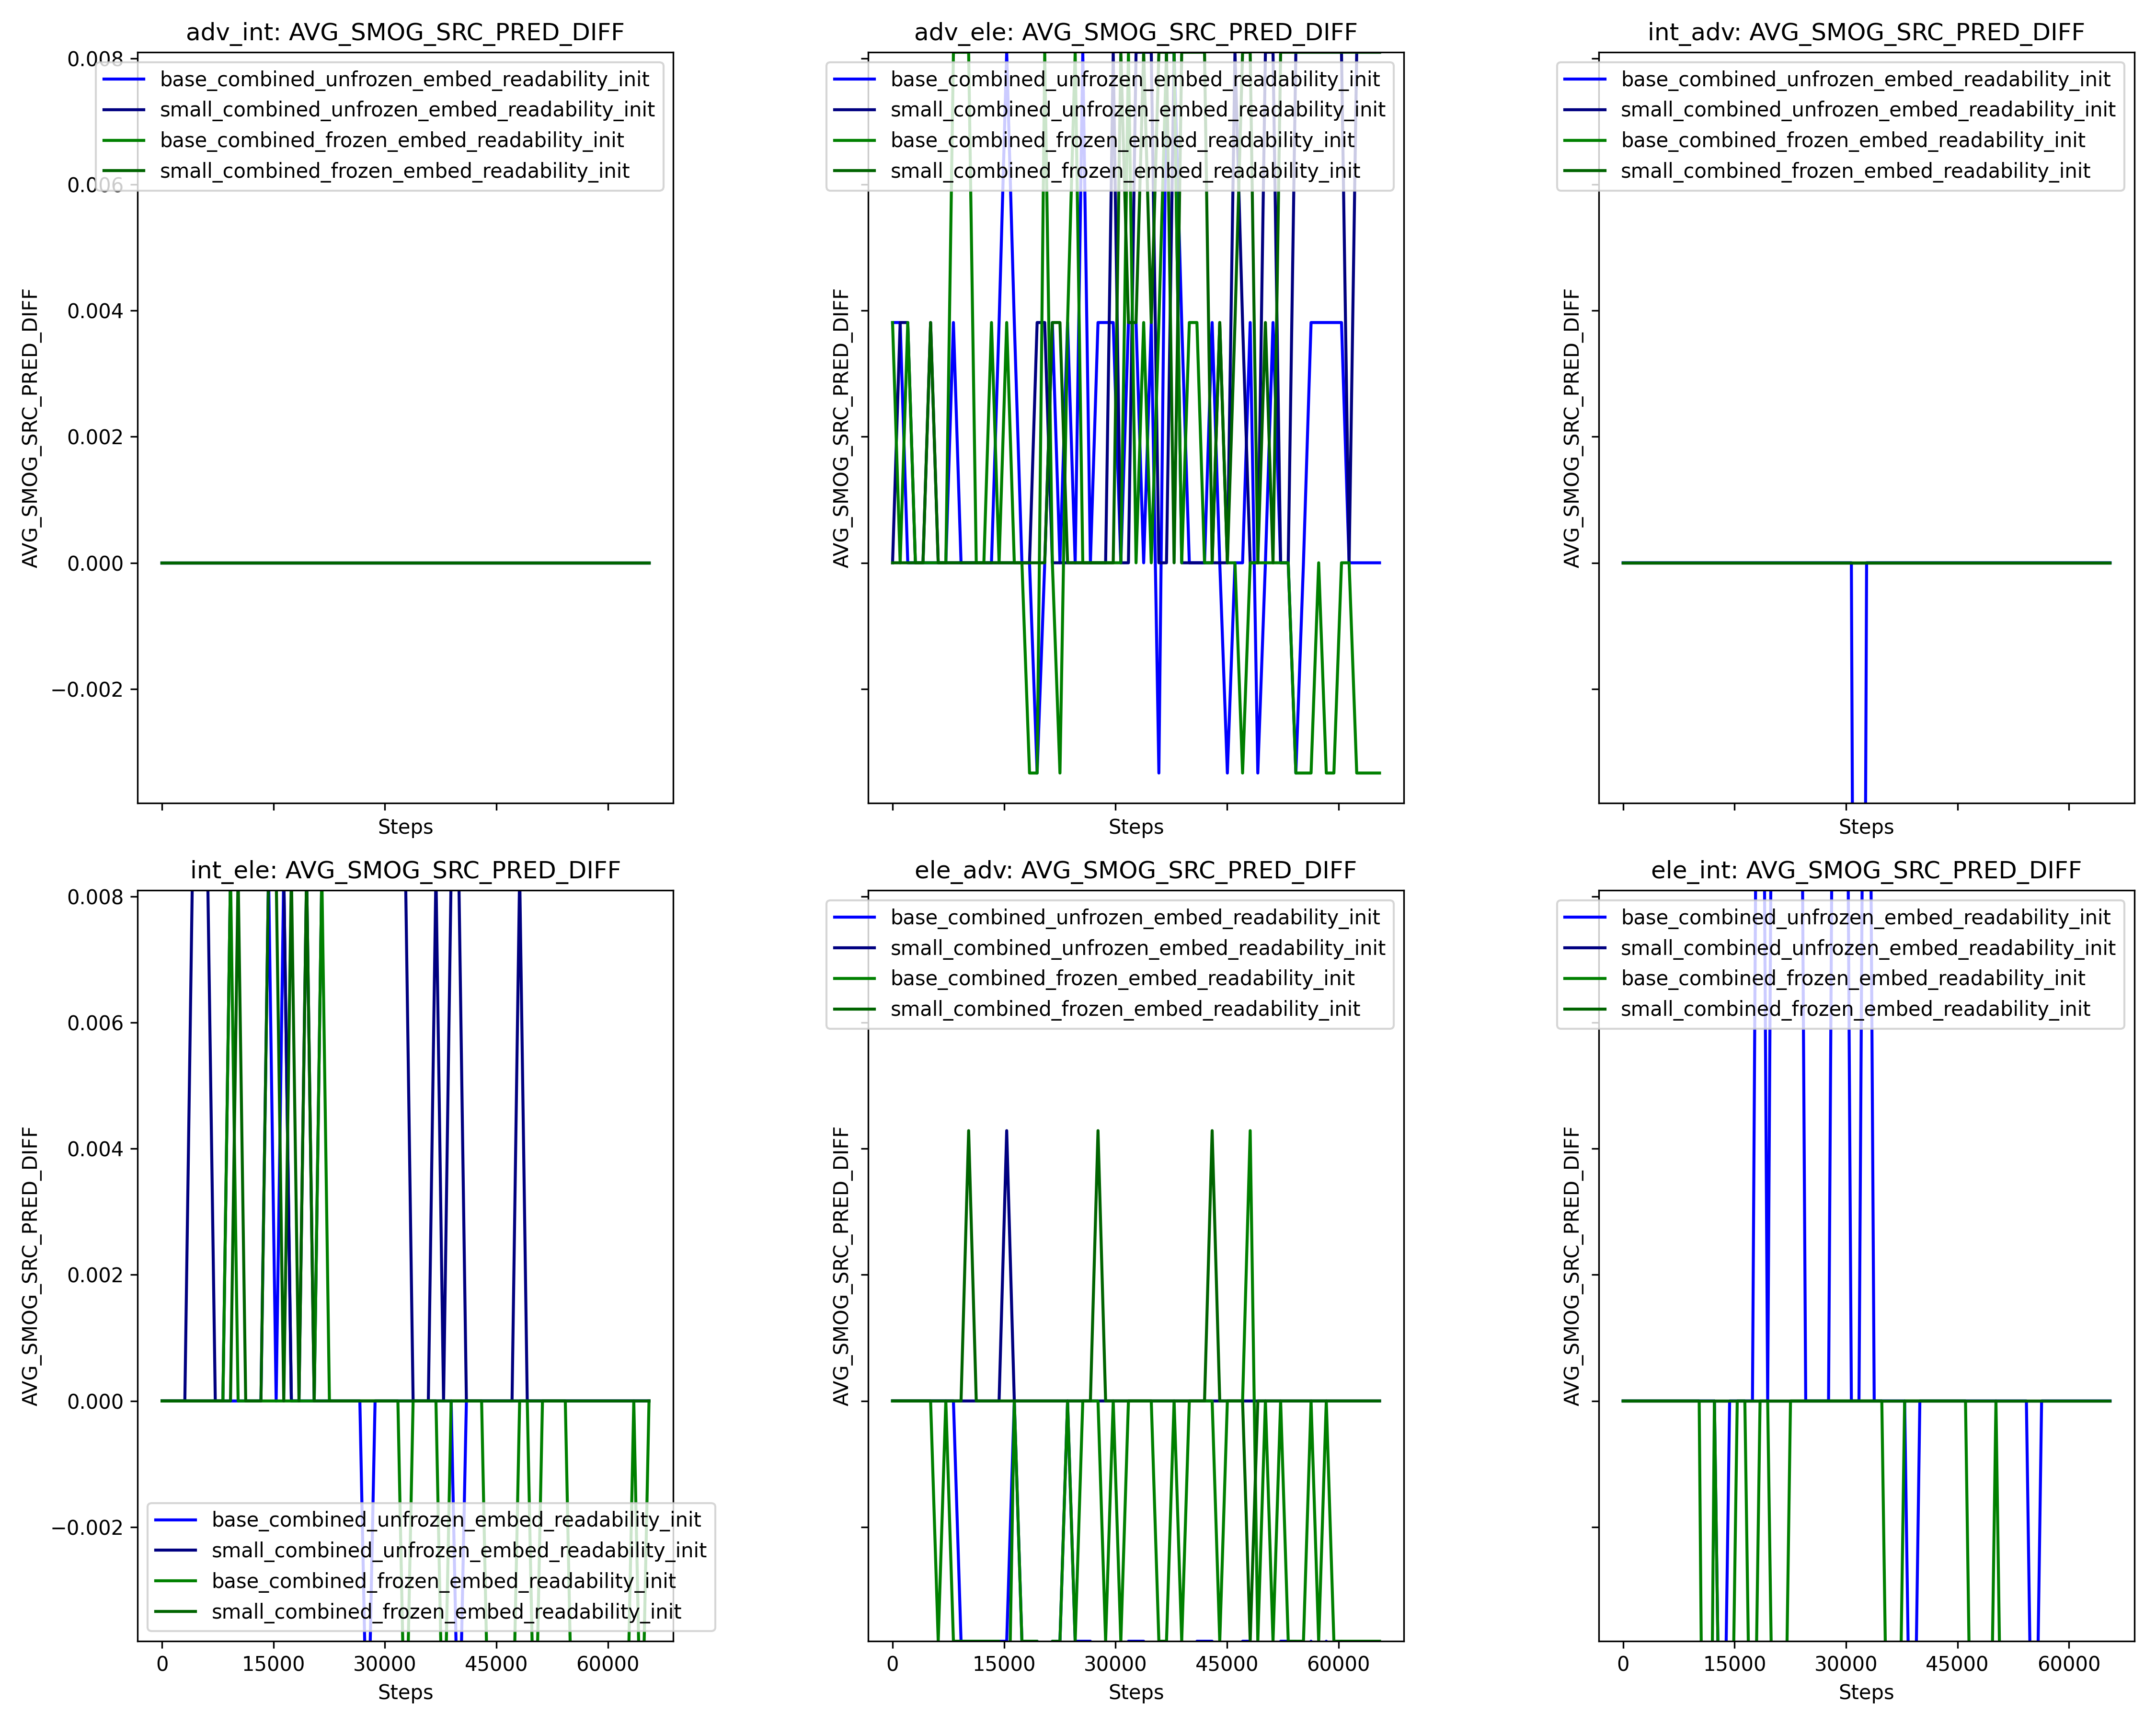 adv_int: AVG_SMOG_SRC_PRED_DIFF
0.008
0.006
0.004
0.002
0.000
−0.002
AVG_SMOG_SRC_PRED_DIFF
base_combined_unfrozen_embed_readability_init
small_combined_unfrozen_embed_readability_init
base_combined_frozen_embed_readability_init
small_combined_frozen_embed_readability_init
Steps
adv_ele: AVG_SMOG_SRC_PRED_DIFF
AVG_SMOG_SRC_PRED_DIFF
base_combined_unfrozen_embed_readability_init
small_combined_unfrozen_embed_readability_init
base_combined_frozen_embed_readability_init
small_combined_frozen_embed_readability_init
Steps
int_adv: AVG_SMOG_SRC_PRED_DIFF
AVG_SMOG_SRC_PRED_DIFF
base_combined_unfrozen_embed_readability_init
small_combined_unfrozen_embed_readability_init
base_combined_frozen_embed_readability_init
small_combined_frozen_embed_readability_init
Steps
int_ele: AVG_SMOG_SRC_PRED_DIFF
0.008
0.006
0.004
0.002
0.000
−0.002
AVG_SMOG_SRC_PRED_DIFF
base_combined_unfrozen_embed_readability_init
small_combined_unfrozen_embed_readability_init
base_combined_frozen_embed_readability_init
small_combined_frozen_embed_readability_init
0 15000 30000 45000 60000
Steps
ele_adv: AVG_SMOG_SRC_PRED_DIFF
AVG_SMOG_SRC_PRED_DIFF
base_combined_unfrozen_embed_readability_init
small_combined_unfrozen_embed_readability_init
base_combined_frozen_embed_readability_init
small_combined_frozen_embed_readability_init
0 15000 30000 45000 60000
Steps
ele_int: AVG_SMOG_SRC_PRED_DIFF
AVG_SMOG_SRC_PRED_DIFF
base_combined_unfrozen_embed_readability_init
small_combined_unfrozen_embed_readability_init
base_combined_frozen_embed_readability_init
small_combined_frozen_embed_readability_init
0 15000 30000 45000 60000
Steps